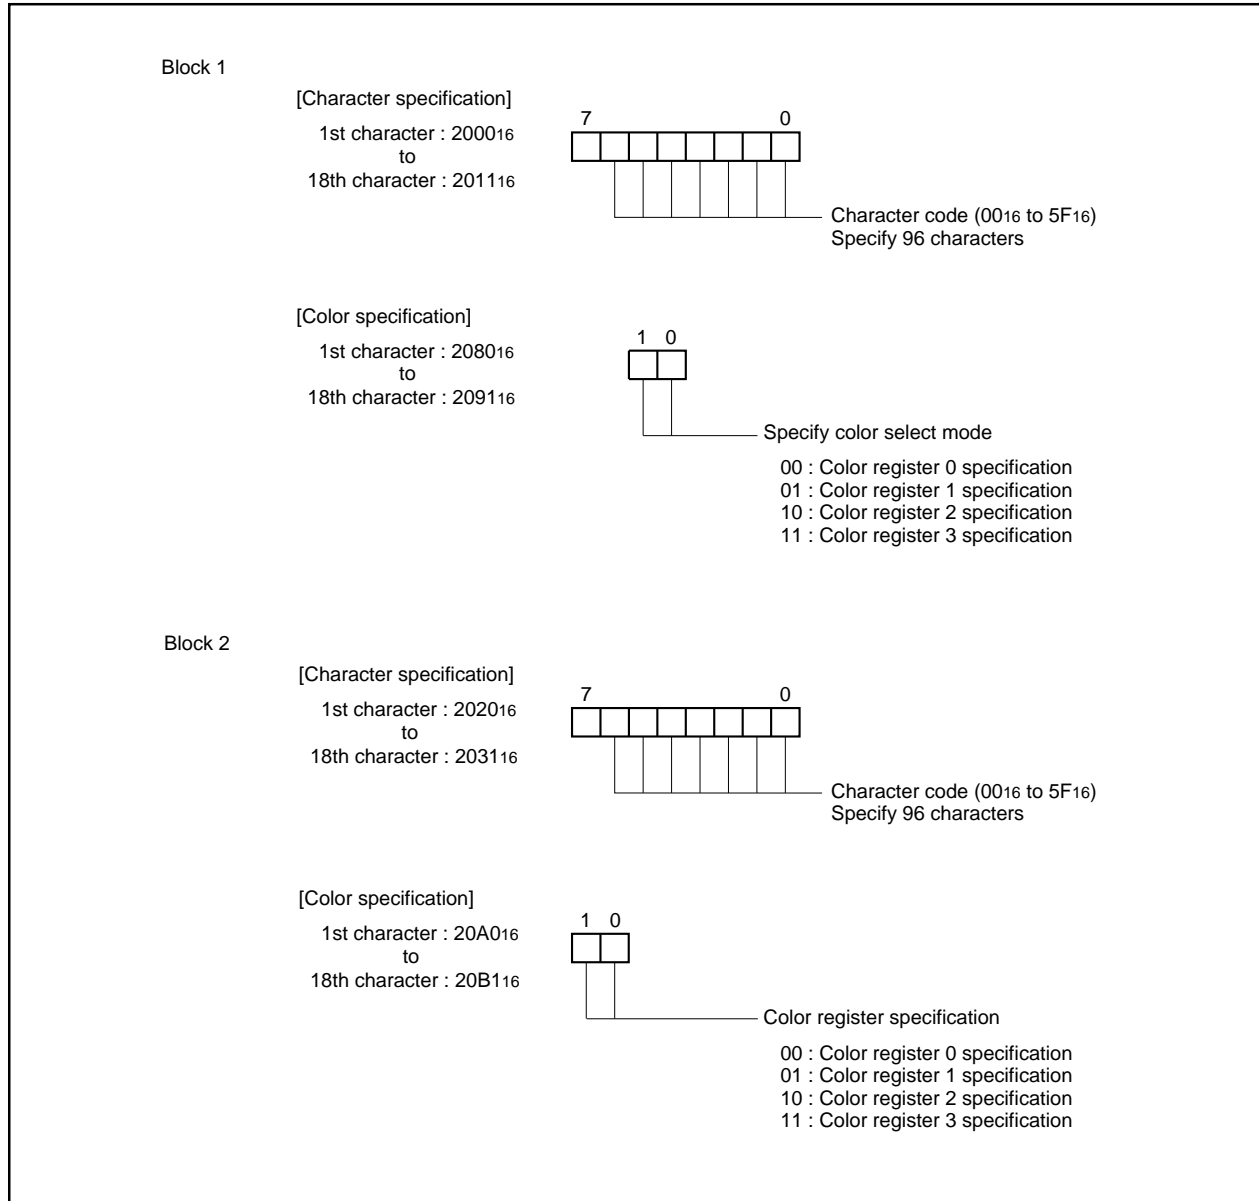 Block 1
[Character specification]
1st character : 2000₁₆
to
18th character : 2011₁₆
7 0
Character code (00₁₆ to 5F₁₆)
Specify 96 characters
[Color specification]
1st character : 2080₁₆
to
18th character : 2091₁₆
1 0
Specify color select mode
00 : Color register 0 specification
01 : Color register 1 specification
10 : Color register 2 specification
11 : Color register 3 specification
Block 2
[Character specification]
1st character : 2020₁₆
to
18th character : 2031₁₆
7 0
Character code (00₁₆ to 5F₁₆)
Specify 96 characters
[Color specification]
1st character : 20A0₁₆
to
18th character : 20B1₁₆
1 0
Color register specification
00 : Color register 0 specification
01 : Color register 1 specification
10 : Color register 2 specification
11 : Color register 3 specification